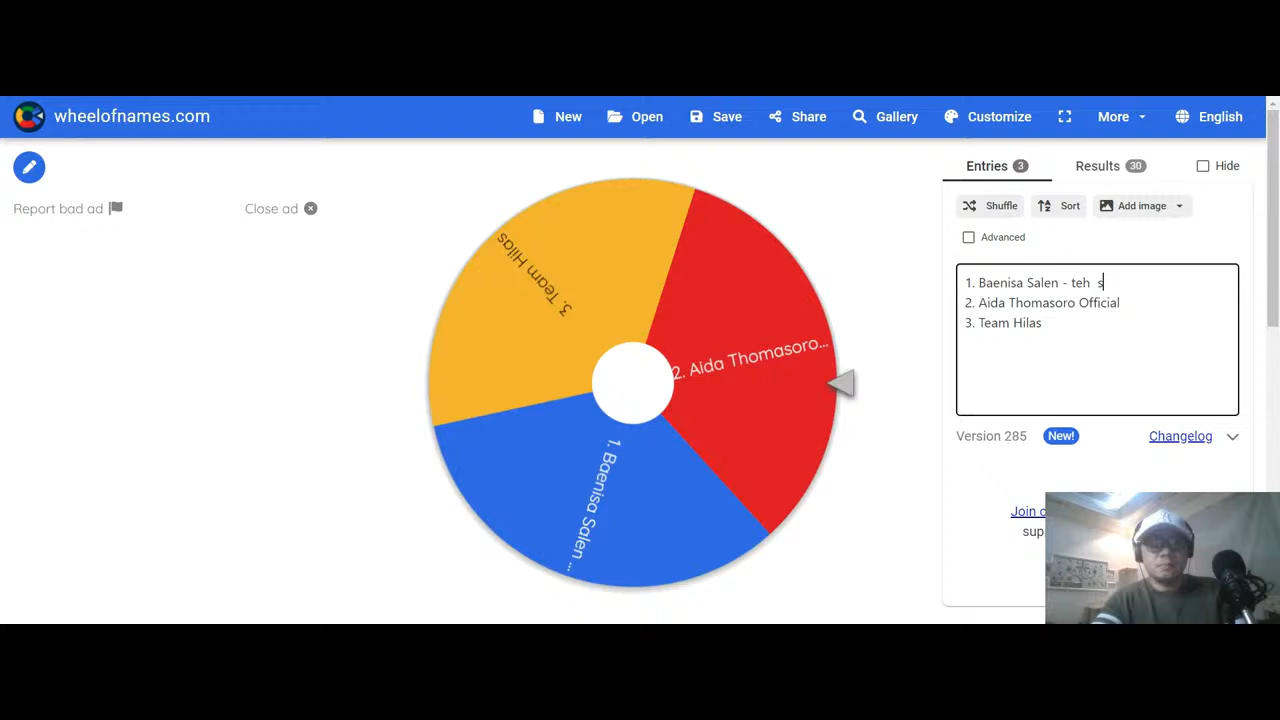 wheelofnames.com
New
Open
Save
Share
Gallery
Customize
More
English
Report bad ad
Close ad
Entries 3
Results 30
Hide
Shuffle
Sort
Add image
Advanced
1. Baenisa Salen - teh  s
2. Aida Thomasoro Official
3. Team Hilas
3. Team Hilas
2. Aida Thomasoro...
1. Baenisa Salen ...
Version 285
New!
Changelog
Join
sup